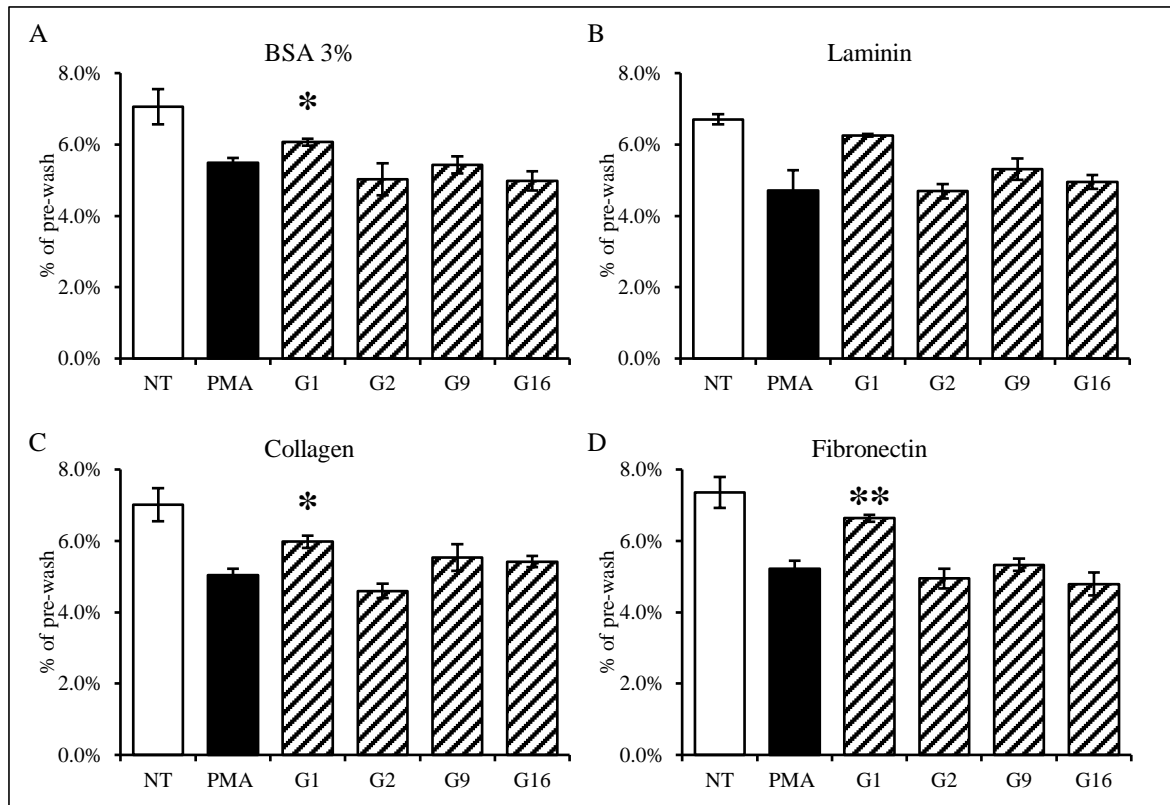 A
BSA 3%
% of pre-wash
8.0%
6.0%
4.0%
2.0%
0.0%
*
NT PMA G1 G2 G9 G16
B
Laminin
% of pre-wash
8.0%
6.0%
4.0%
2.0%
0.0%
NT PMA G1 G2 G9 G16
C
Collagen
% of pre-wash
8.0%
6.0%
4.0%
2.0%
0.0%
*
NT PMA G1 G2 G9 G16
D
Fibronectin
% of pre-wash
8.0%
6.0%
4.0%
2.0%
0.0%
**
NT PMA G1 G2 G9 G16